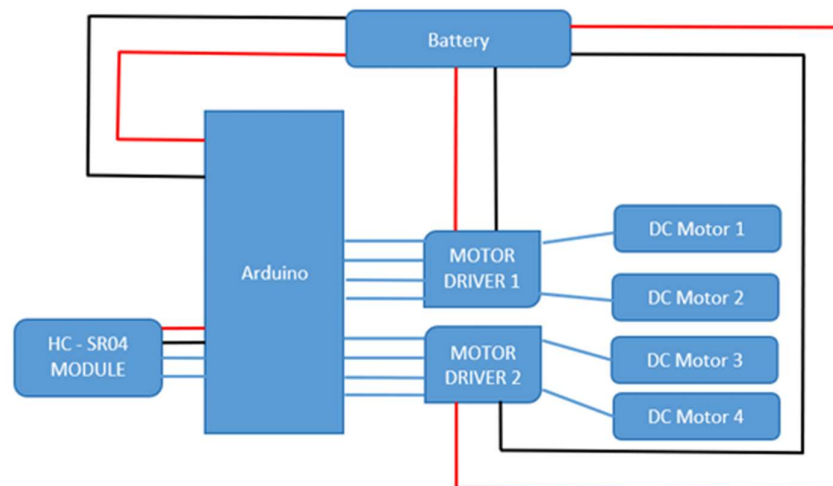 Battery
Arduino
MOTOR
DRIVER 1
DC Motor 1
DC Motor 2
HC - SR04
MODULE
MOTOR
DRIVER 2
DC Motor 3
DC Motor 4